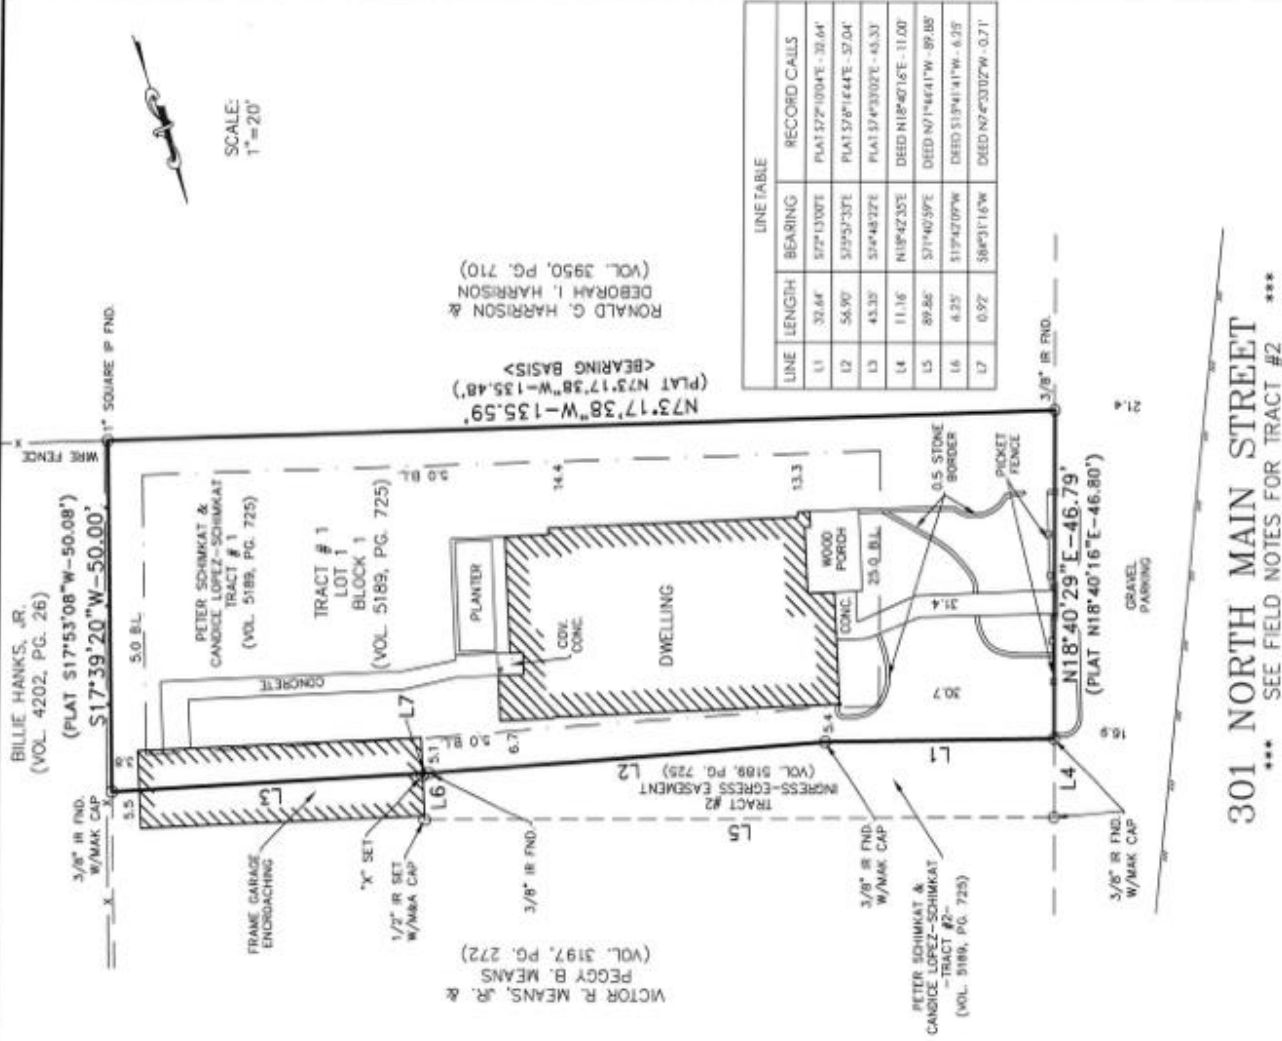 BILLIE HANKS, JR.
(VOL. 4202, PG. 26)
(PLAT S17°53'08"W-50.08')
S17°39'20"W-50.00'
WIRE FENCE
X
1" SQUARE IP FND.
SCALE:
1"=20'
3/8" IR FND.
W/MAK CAP
X
X
5.5
5.0 B.L.
PETER SCHIMKAT &
CANDICE LOPEZ-SCHIMKAT
TRACT # 1
(VOL. 5189, PG. 725)
TRACT # 1
LOT 1
BLOCK 1
(VOL. 5189, PG. 725)
5.0 B.L.
RONALD G. HARRISON &
DEBORAH I. HARRISON
(VOL. 3950, PG. 710)
N73°17'38"W-135.59'
(PLAT N73°17'38"W-135.48')
<BEARING BASIS>
FRAME GARAGE
ENCROACHING
L3
CONCRETE
L7
5.1
L6
5.0 B.L.
6.7
"X" SET
1/2" IR SET
W/M&A CAP
3/8" IR FND.
PLANTER
COV.
CONC.
14.4
DWELLING
13.3
VICTOR R. MEANS, JR. &
PEGGY B. MEANS
(VOL. 3197, PG. 272)
L2
TRACT #2
INGRESS-EGRESS EASEMENT
(VOL. 5189, PG. 725)
L5
5.4
WOOD
PORCH
CONC.
25.0 B.L.
0.5 STONE
BORDER
PICKET
FENCE
31.4
30.7
L1
3/8" IR FND.
W/MAK CAP
PETER SCHIMKAT &
CANDICE LOPEZ-SCHIMKAT
-TRACT #2-
(VOL. 5189, PG. 725)
L4
N18°40'29"E-46.79'
(PLAT N18°40'16"E-46.80')
3/8" IR FND.
21.4
16.9
3/8" IR FND.
W/MAK CAP
GRAVEL
PARKING
LINE TABLE
LINE LENGTH BEARING RECORD CALLS
L1 32.64' S72°13'00"E PLAT S72°10'04"E - 32.64'
L2 56.90' S75°57'33"E PLAT S76°14'44"E - 57.04'
L3 45.35' S74°48'22"E PLAT S74°33'02"E - 45.33'
L4 11.16' N18°42'35"E DEED N18°40'16"E - 11.00'
L5 89.86' S71°40'59"E DEED N71°44'41"W - 89.88'
L6 6.25' DEED - 6.25'
L7 0.92' S84°31'16"W DEED N74°33'02"W - 0.71'
301 NORTH MAIN STREET
*** SEE FIELD NOTES FOR TRACT #2 ***